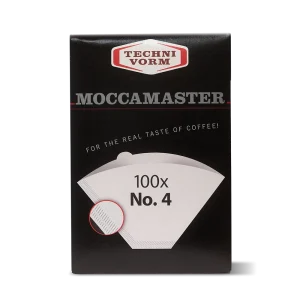 TECHNI
VORM
MOCCAMASTER
FOR THE REAL TASTE OF COFFEE!
100x
No. 4